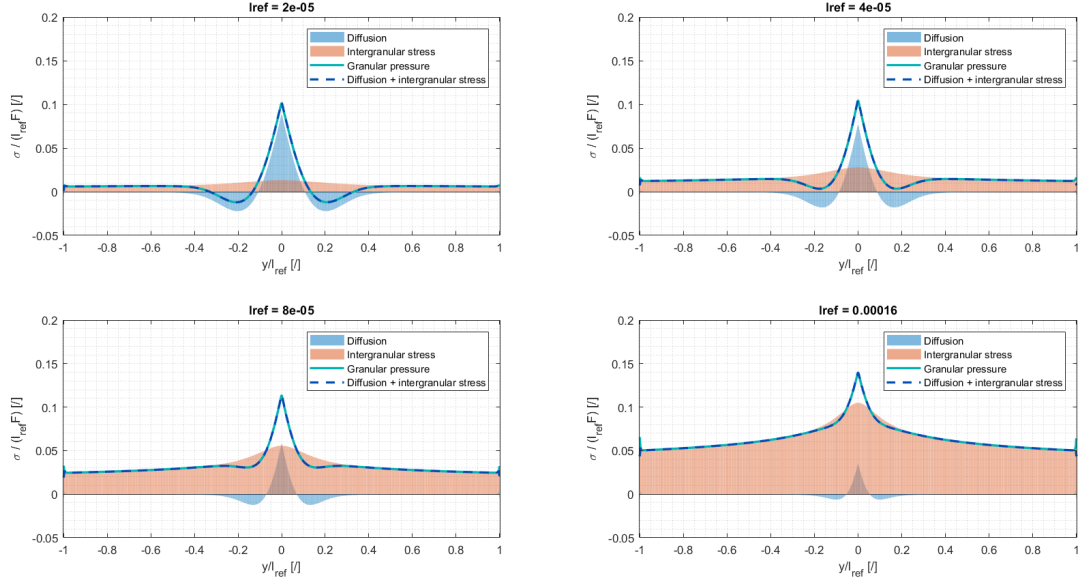 Iref = 2e-05
0.2
0.15
0.1
0.05
0
-0.05
σ / (I_ref F) [/]
Diffusion
Intergranular stress
Granular pressure
Diffusion + intergranular stress
-1 -0.8 -0.6 -0.4 -0.2 0 0.2 0.4 0.6 0.8 1
y/l_ref [/]
Iref = 4e-05
0.2
0.15
0.1
0.05
0
-0.05
σ / (I_ref F) [/]
Diffusion
Intergranular stress
Granular pressure
Diffusion + intergranular stress
-1 -0.8 -0.6 -0.4 -0.2 0 0.2 0.4 0.6 0.8 1
y/l_ref [/]
Iref = 8e-05
0.2
0.15
0.1
0.05
0
-0.05
σ / (I_ref F) [/]
Diffusion
Intergranular stress
Granular pressure
Diffusion + intergranular stress
-1 -0.8 -0.6 -0.4 -0.2 0 0.2 0.4 0.6 0.8 1
y/l_ref [/]
Iref = 0.00016
0.2
0.15
0.1
0.05
0
-0.05
σ / (I_ref F) [/]
Diffusion
Intergranular stress
Granular pressure
Diffusion + intergranular stress
-1 -0.8 -0.6 -0.4 -0.2 0 0.2 0.4 0.6 0.8 1
y/l_ref [/]